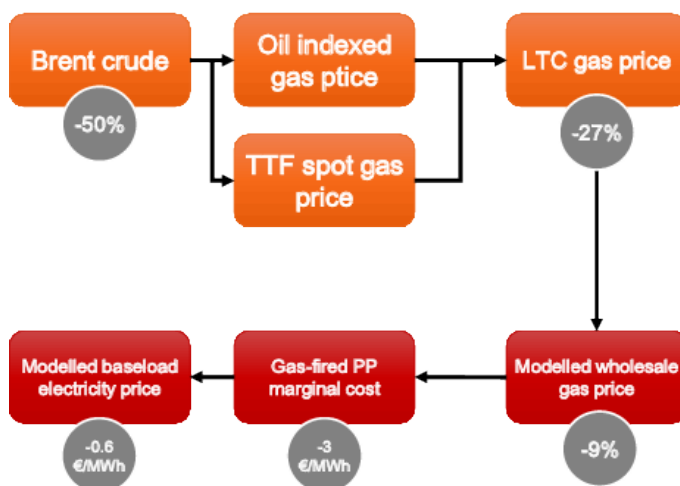 Brent crude
-50%
Oil indexed
gas ptice
TTF spot gas
price
LTC gas price
-27%
Modelled baseload
electricity price
-0.6
€/MWh
Gas-fired PP
marginal cost
-3
€/MWh
Modelled wholesale
gas price
-9%